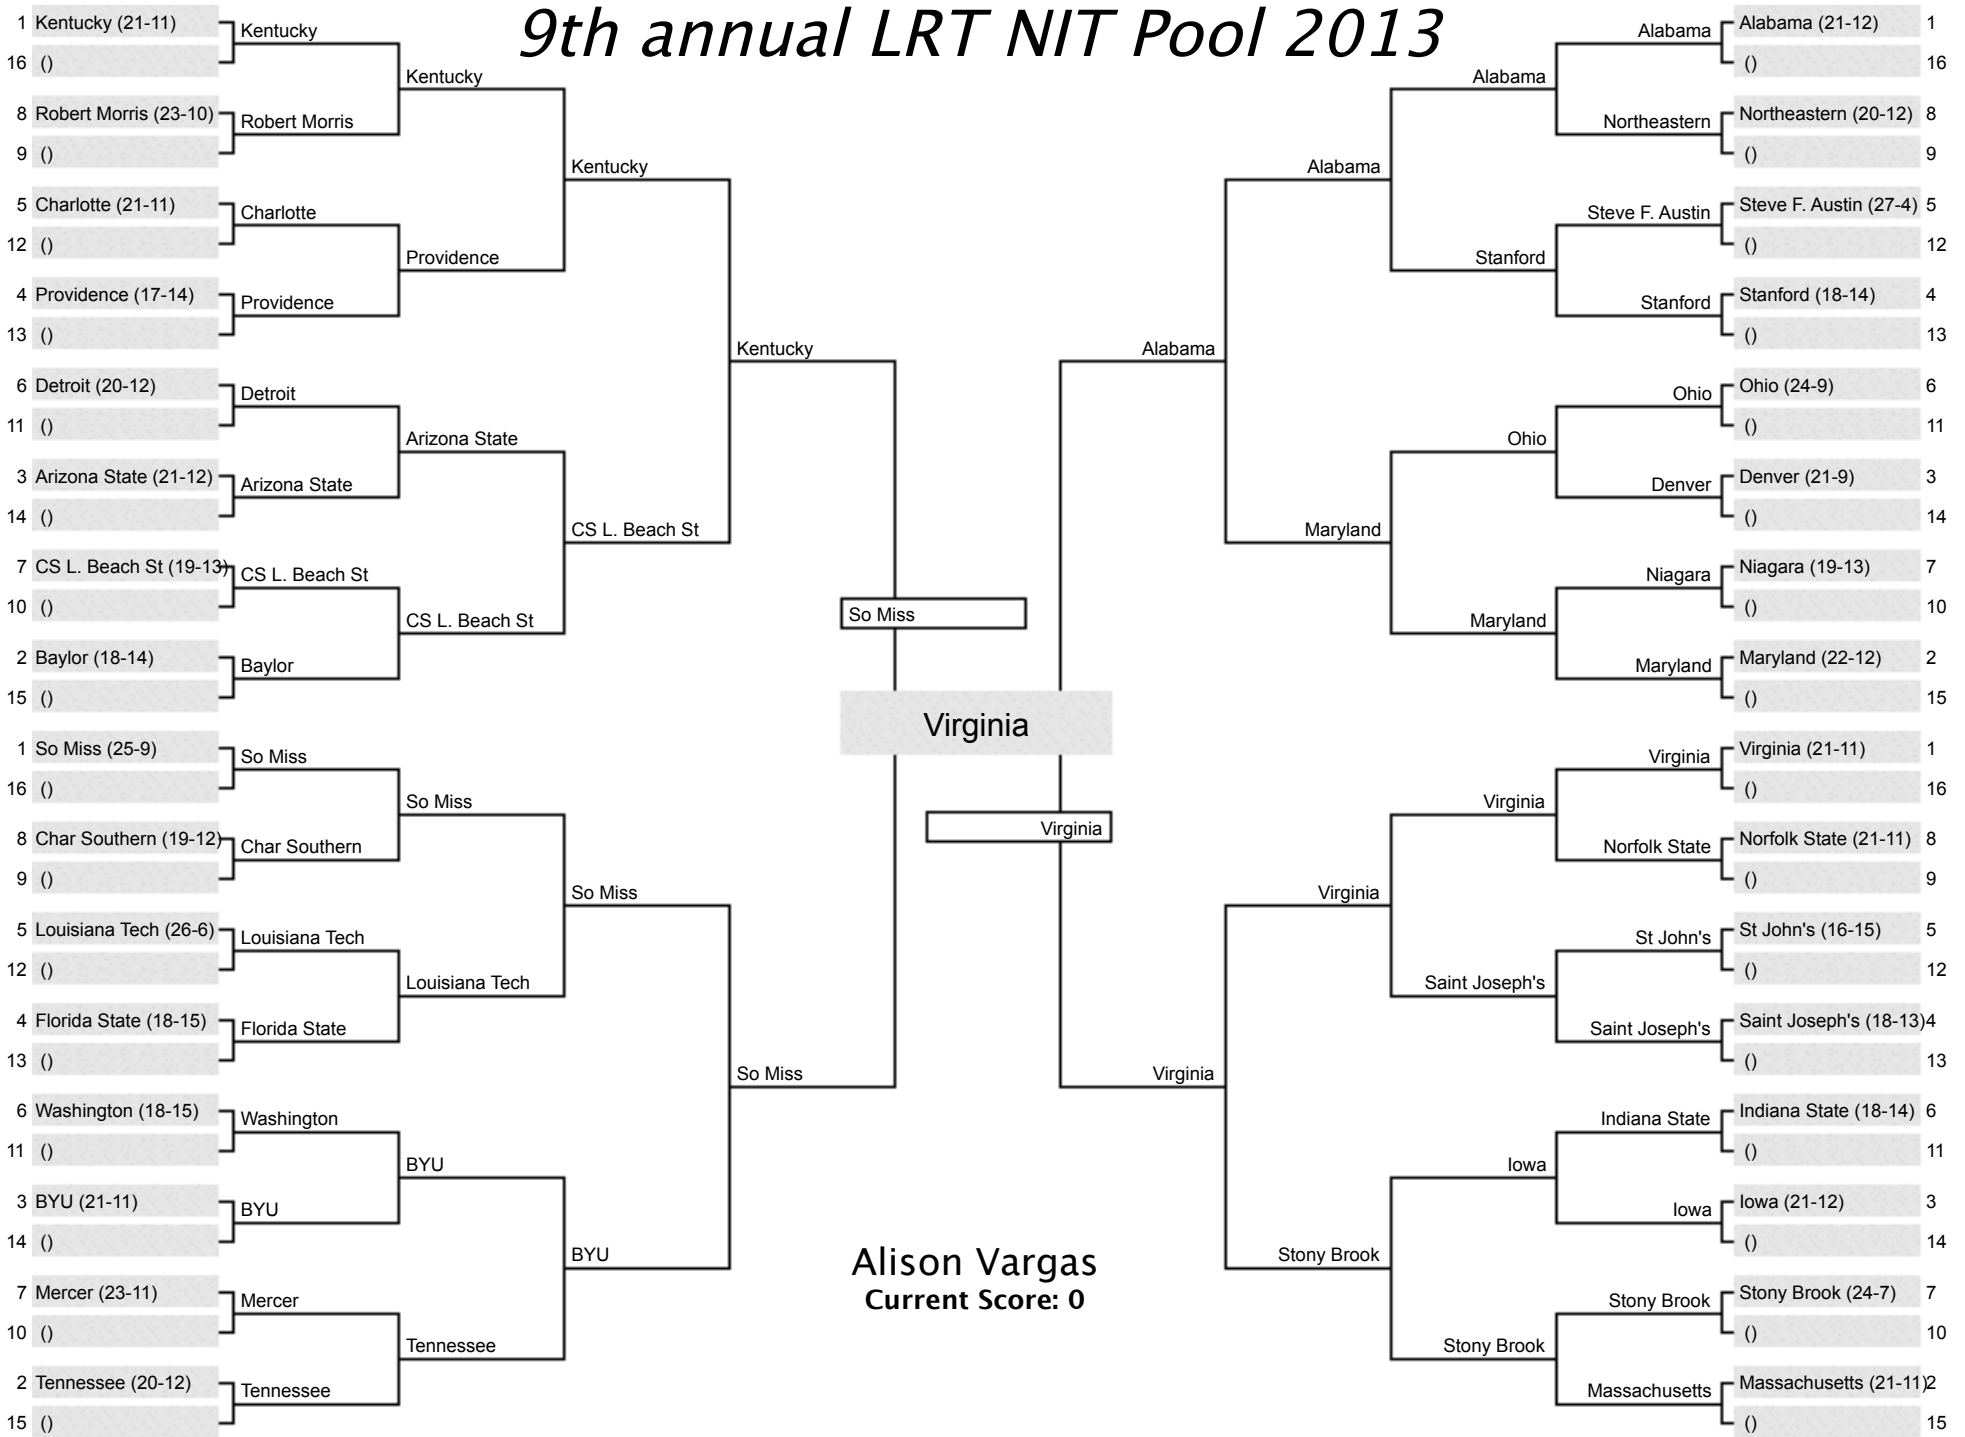 9th annual LRT NIT Pool 2013
1 Kentucky (21-11)
16 ()
8 Robert Morris (23-10)
9 ()
5 Charlotte (21-11)
12 ()
4 Providence (17-14)
13 ()
6 Detroit (20-12)
11 ()
3 Arizona State (21-12)
14 ()
7 CS L. Beach St (19-13)
10 ()
2 Baylor (18-14)
15 ()
1 So Miss (25-9)
16 ()
8 Char Southern (19-12)
9 ()
5 Louisiana Tech (26-6)
12 ()
4 Florida State (18-15)
13 ()
6 Washington (18-15)
11 ()
3 BYU (21-11)
14 ()
7 Mercer (23-11)
10 ()
2 Tennessee (20-12)
15 ()
Kentucky
Robert Morris
Charlotte
Providence
Detroit
Arizona State
CS L. Beach St
Baylor
So Miss
Char Southern
Louisiana Tech
Florida State
Washington
BYU
Mercer
Tennessee
Kentucky
Providence
Arizona State
CS L. Beach St
So Miss
Louisiana Tech
BYU
Tennessee
Kentucky
CS L. Beach St
So Miss
BYU
Kentucky
So Miss
So Miss
Virginia
Virginia
Alison Vargas
Current Score: 0
Alabama
Virginia
Alabama
Maryland
Virginia
Stony Brook
Alabama
Stanford
Ohio
Maryland
Virginia
Saint Joseph's
Iowa
Stony Brook
Alabama
Northeastern
Steve F. Austin
Stanford
Ohio
Denver
Niagara
Maryland
Virginia
Norfolk State
St John's
Saint Joseph's
Indiana State
Iowa
Stony Brook
Massachusetts
Alabama (21-12) 1
() 16
Northeastern (20-12) 8
() 9
Steve F. Austin (27-4) 5
() 12
Stanford (18-14) 4
() 13
Ohio (24-9) 6
() 11
Denver (21-9) 3
() 14
Niagara (19-13) 7
() 10
Maryland (22-12) 2
() 15
Virginia (21-11) 1
() 16
Norfolk State (21-11) 8
() 9
St John's (16-15) 5
() 12
Saint Joseph's (18-13) 4
() 13
Indiana State (18-14) 6
() 11
Iowa (21-12) 3
() 14
Stony Brook (24-7) 7
() 10
Massachusetts (21-11) 2
() 15